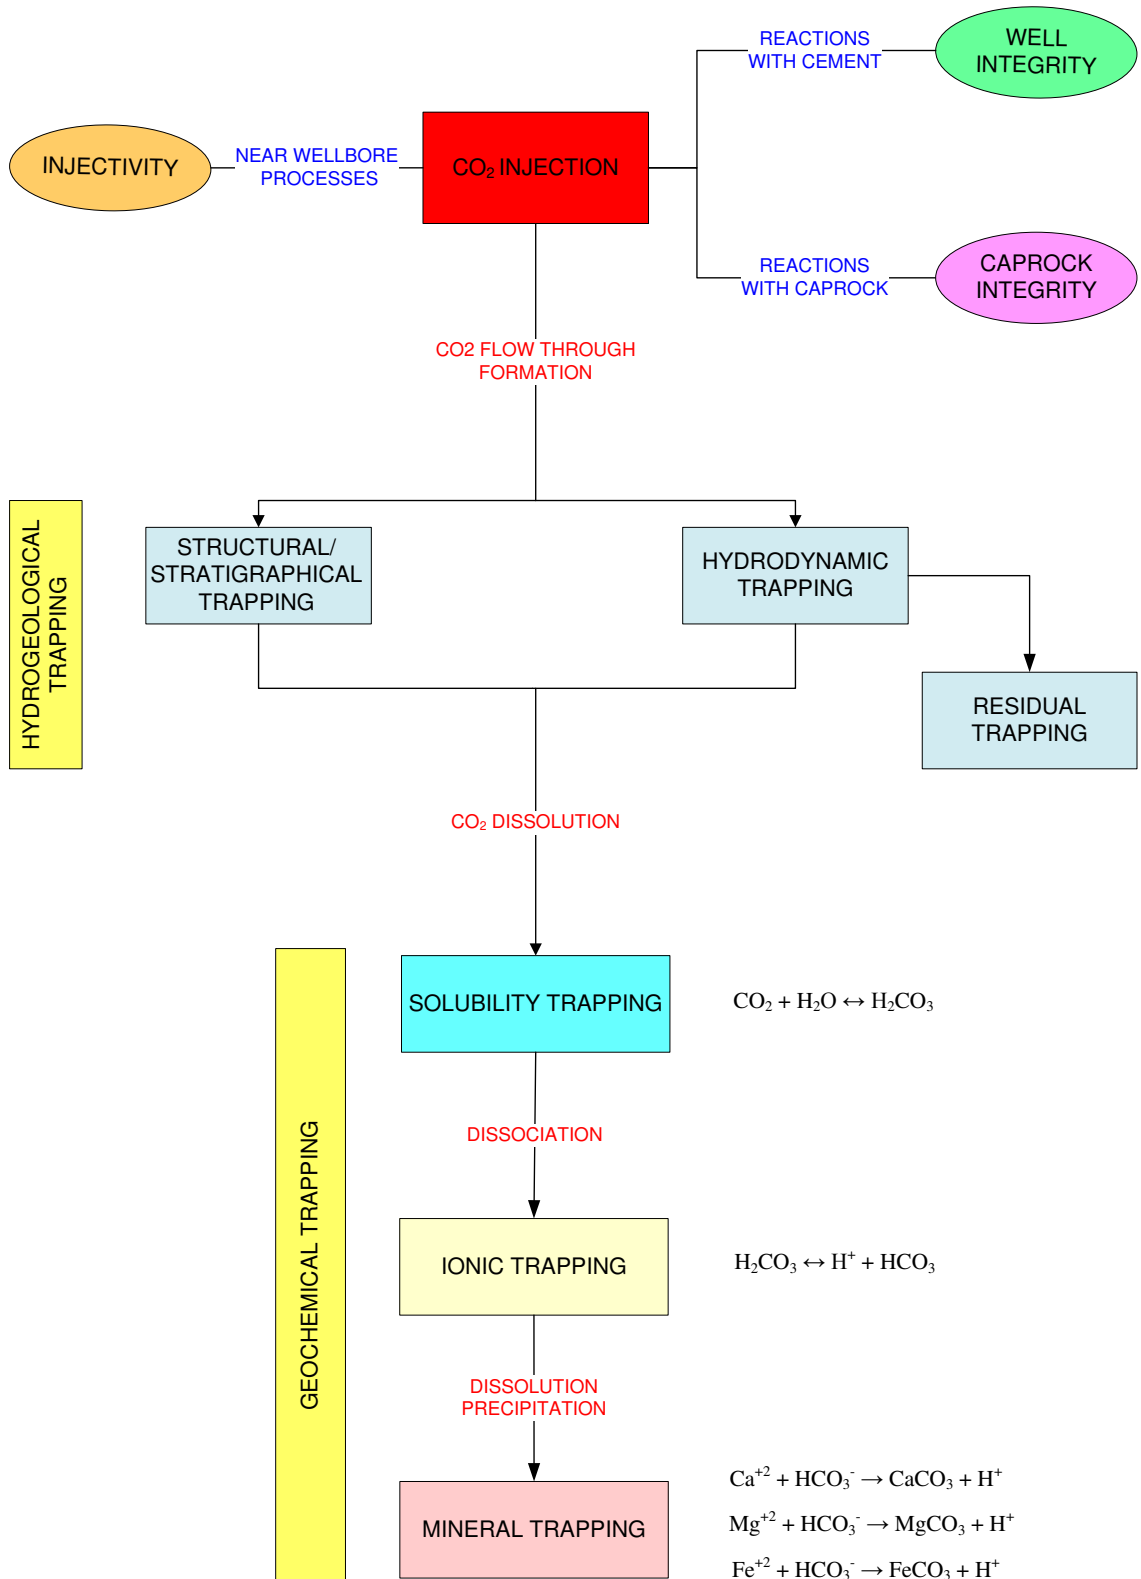 REACTIONS
WITH CEMENT
WELL
INTEGRITY
INJECTIVITY
NEAR WELLBORE
PROCESSES
CO₂ INJECTION
REACTIONS
WITH CAPROCK
CAPROCK
INTEGRITY
CO2 FLOW THROUGH
FORMATION
HYDROGEOLOGICAL
TRAPPING
STRUCTURAL/
STRATIGRAPHICAL
TRAPPING
HYDRODYNAMIC
TRAPPING
RESIDUAL
TRAPPING
CO₂ DISSOLUTION
GEOCHEMICAL TRAPPING
SOLUBILITY TRAPPING
CO₂ + H₂O ↔ H₂CO₃
DISSOCIATION
IONIC TRAPPING
H₂CO₃ ↔ H⁺ + HCO₃
DISSOLUTION
PRECIPITATION
MINERAL TRAPPING
Ca⁺² + HCO₃⁻ → CaCO₃ + H⁺
Mg⁺² + HCO₃⁻ → MgCO₃ + H⁺
Fe⁺² + HCO₃⁻ → FeCO₃ + H⁺